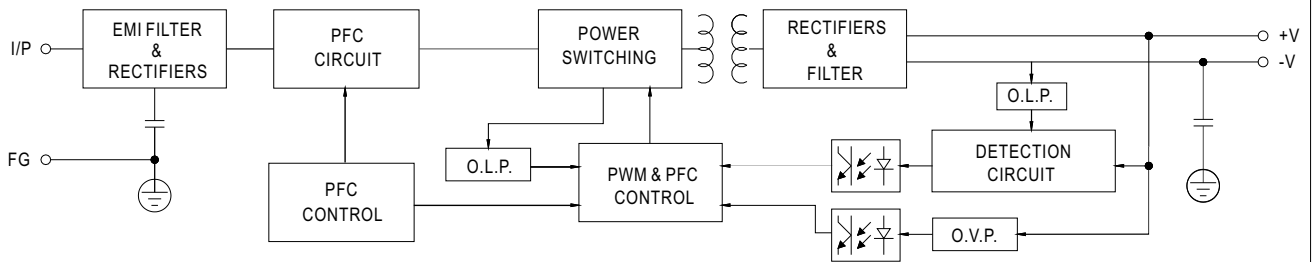 I/P
EMI FILTER
&
RECTIFIERS
PFC
CIRCUIT
POWER
SWITCHING
RECTIFIERS
&
FILTER
+V
-V
O.L.P.
FG
O.L.P.
PFC
CONTROL
PWM & PFC
CONTROL
DETECTION
CIRCUIT
O.V.P.